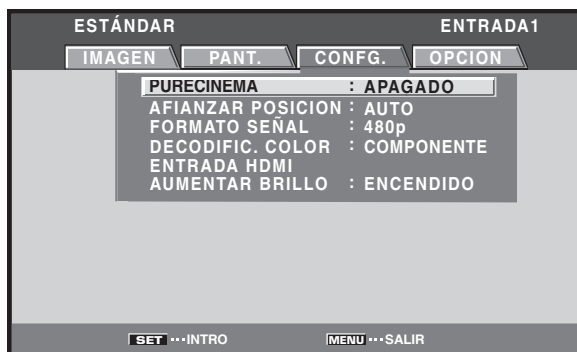 ESTÁNDAR ENTRADA1
IMAGEN PANT. CONFG. OPCION
PURECINEMA : APAGADO
AFIANZAR POSICION : AUTO
FORMATO SEÑAL : 480p
DECODIFIC. COLOR : COMPONENTE
ENTRADA HDMI
AUMENTAR BRILLO : ENCENDIDO
SET ···INTRO MENU ···SALIR